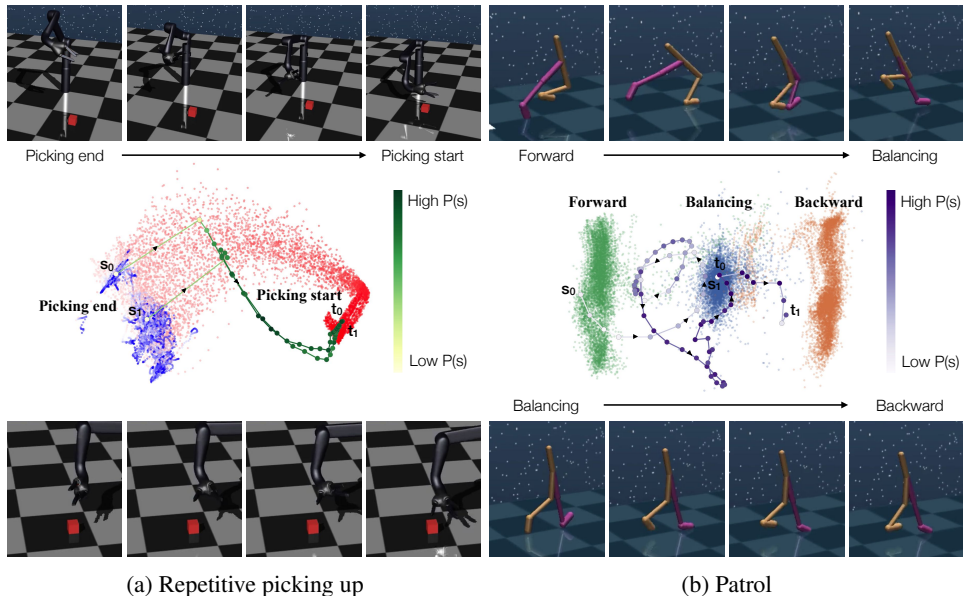 Picking end
Picking start
Forward
Balancing
High P(s)
Low P(s)
s0
Picking end
s1
Picking start
t0
t1
Forward
Balancing
Backward
High P(s)
Low P(s)
s0
t0
s1
t1
Balancing
Backward
(a) Repetitive picking up
(b) Patrol